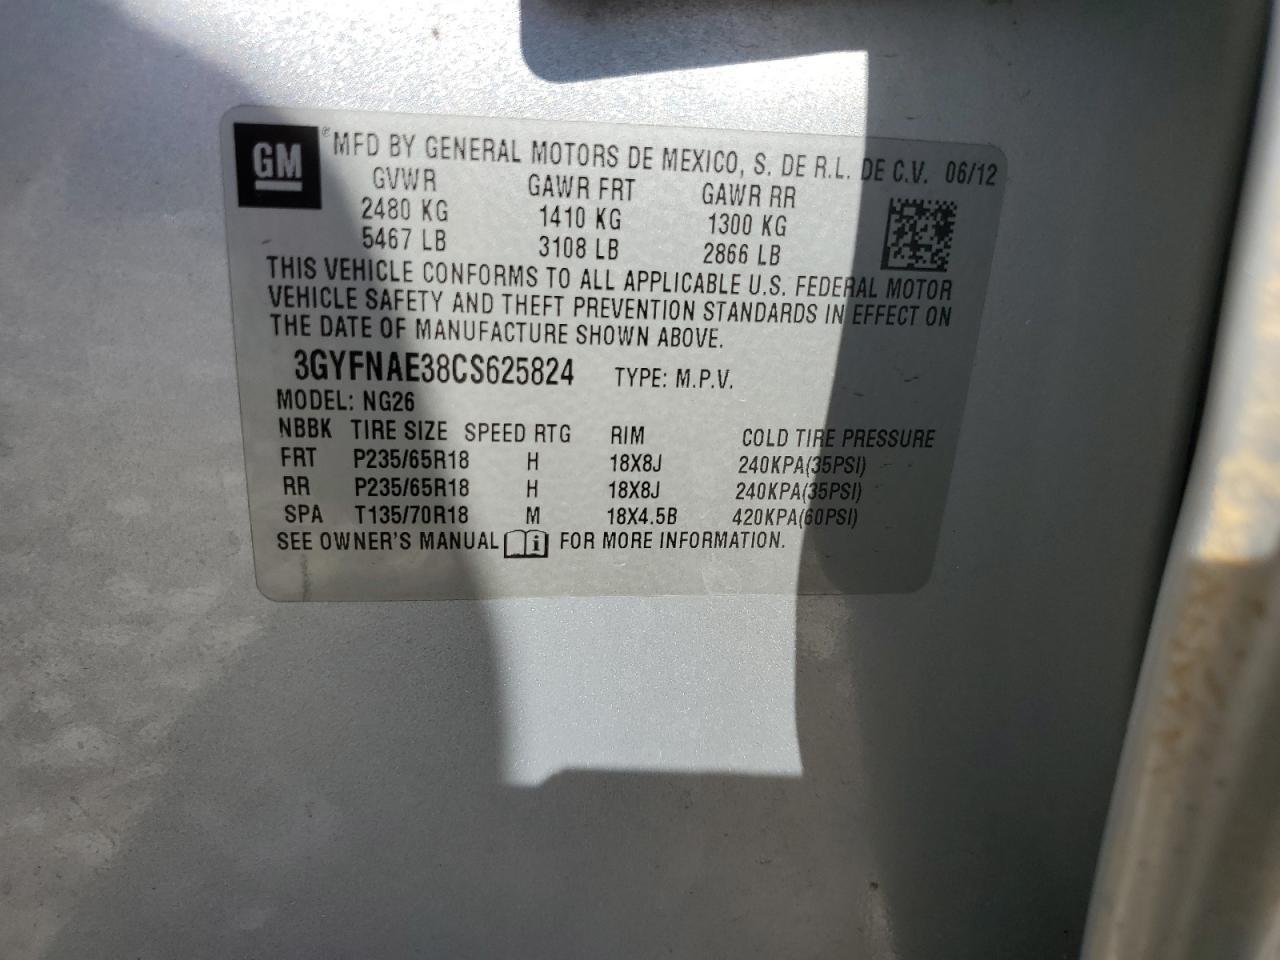 GM
® MFD BY GENERAL MOTORS DE MEXICO, S. DE R.L. DE C.V. 06/12
GVWR GAWR FRT GAWR RR
2480 KG 1410 KG 1300 KG
5467 LB 3108 LB 2866 LB
THIS VEHICLE CONFORMS TO ALL APPLICABLE U.S. FEDERAL MOTOR
VEHICLE SAFETY AND THEFT PREVENTION STANDARDS IN EFFECT ON
THE DATE OF MANUFACTURE SHOWN ABOVE.
3GYFNAE38CS625824 TYPE: M.P.V.
MODEL: NG26
NBBK TIRE SIZE SPEED RTG RIM COLD TIRE PRESSURE
FRT P235/65R18 H 18X8J 240KPA(35PSI)
RR P235/65R18 H 18X8J 240KPA(35PSI)
SPA T135/70R18 M 18X4.5B 420KPA(60PSI)
SEE OWNER'S MANUAL i FOR MORE INFORMATION.